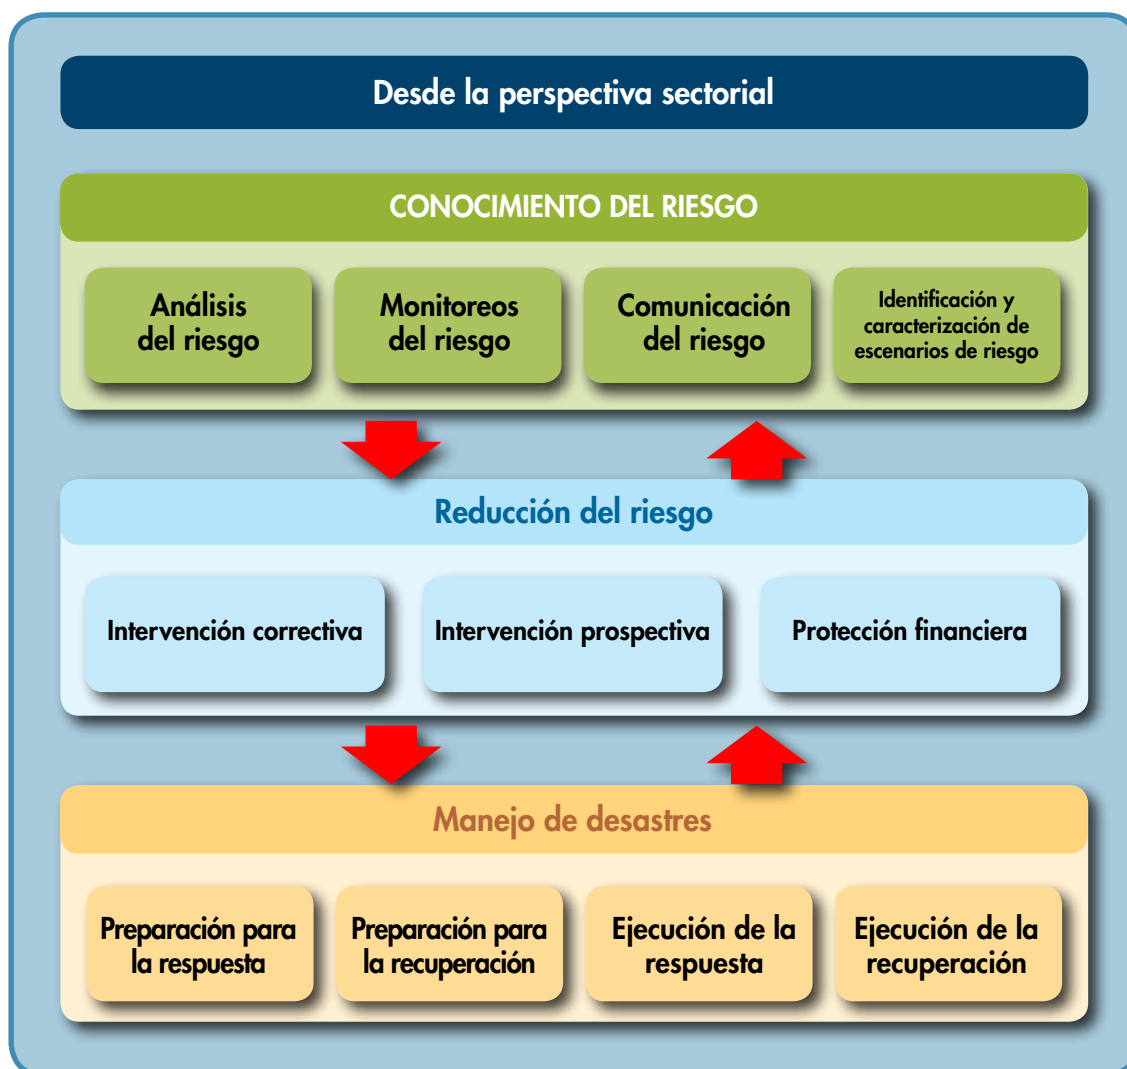 Desde la perspectiva sectorial
CONOCIMIENTO DEL RIESGO
Análisis
del riesgo
Monitoreos
del riesgo
Comunicación
del riesgo
Identificación y
caracterización de
escenarios de riesgo
Reducción del riesgo
Intervención correctiva
Intervención prospectiva
Protección financiera
Manejo de desastres
Preparación para
la respuesta
Preparación para
la recuperación
Ejecución de la
respuesta
Ejecución de la
recuperación